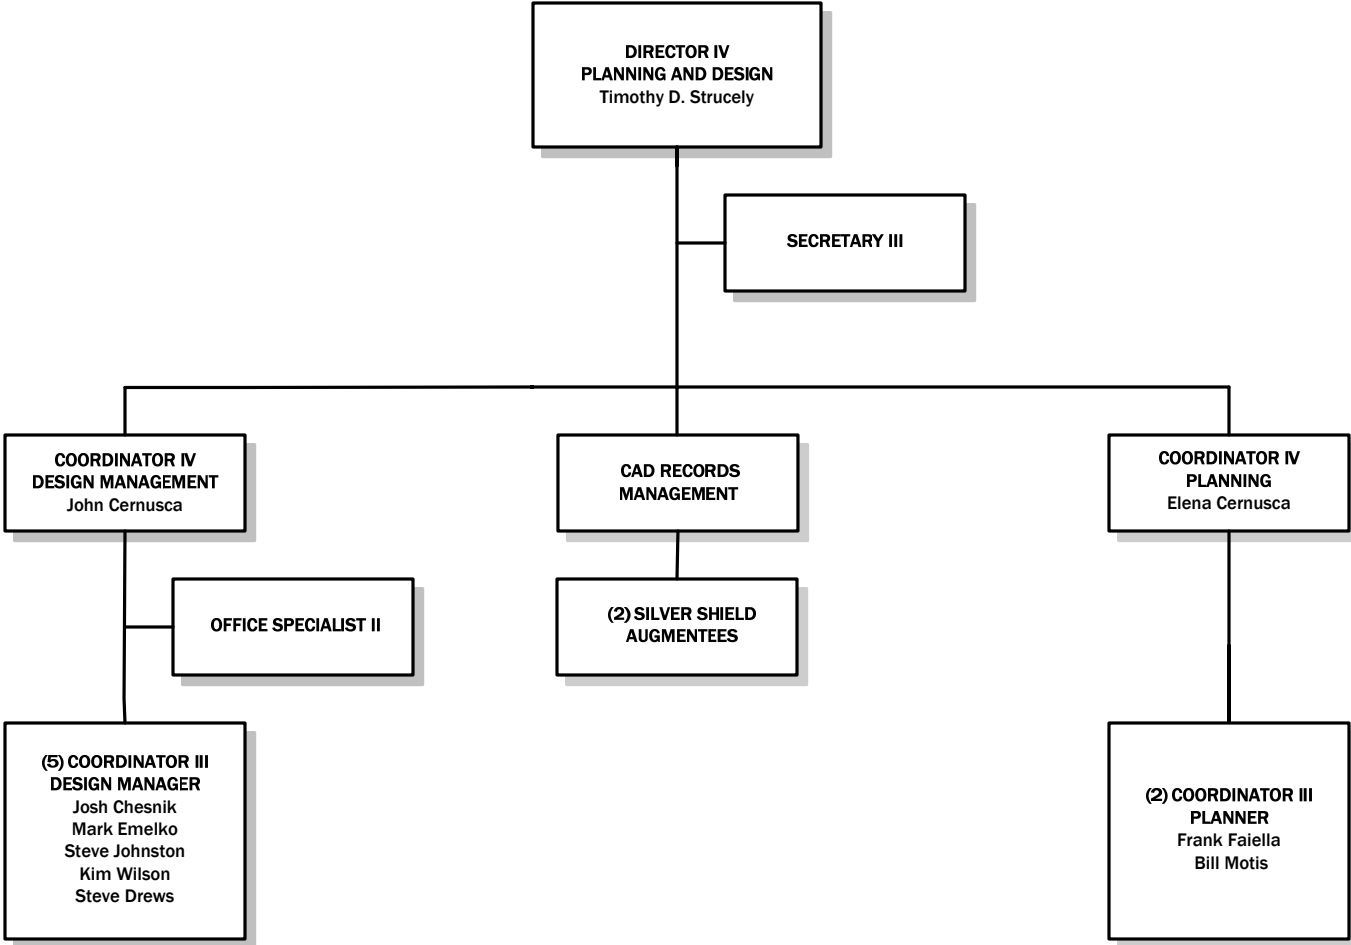 DIRECTOR IV
PLANNING AND DESIGN
Timothy D. Strucely
SECRETARY III
COORDINATOR IV
DESIGN MANAGEMENT
John Cernusca
CAD RECORDS
MANAGEMENT
COORDINATOR IV
PLANNING
Elena Cernusca
OFFICE SPECIALIST II
(2) SILVER SHIELD
AUGMENTEES
(5) COORDINATOR III
DESIGN MANAGER
Josh Chesnik
Mark Emelko
Steve Johnston
Kim Wilson
Steve Drews
(2) COORDINATOR III
PLANNER
Frank Faiella
Bill Motis